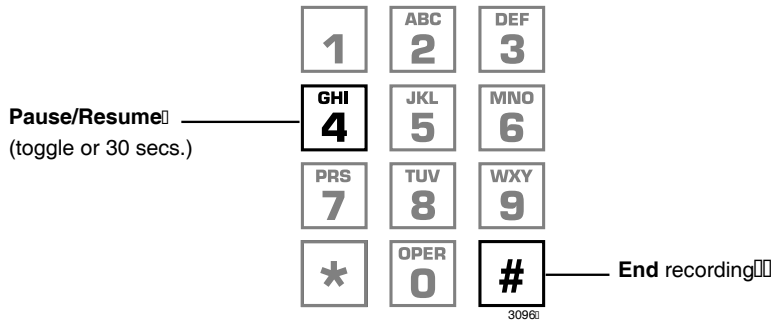 1
ABC
2
DEF
3
Pause/Resume
(toggle or 30 secs.)
GHI
4
JKL
5
MNO
6
PRS
7
TUV
8
WXY
9
*
OPER
0
#
End recording
3096